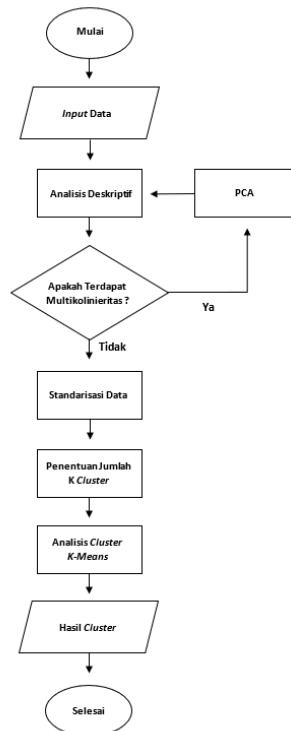 Mulai
Input Data
Analisis Deskriptif
PCA
Apakah Terdapat
Multikolinieritas ?
Ya
Tidak
Standarisasi Data
Penentuan Jumlah
K Cluster
Analisis Cluster
K-Means
Hasil Cluster
Selesai